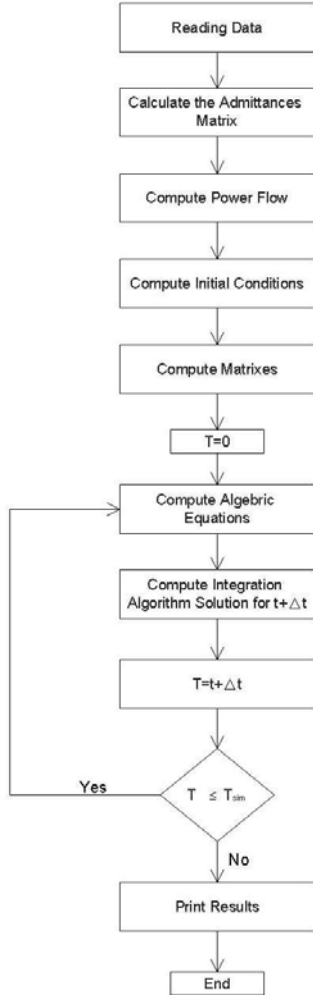 Reading Data
Calculate the Admittances
Matrix
Compute Power Flow
Compute Initial Conditions
Compute Matrixes
T=0
Compute Algebric
Equations
Compute Integration
Algorithm Solution for t+△t
T=t+△t
Yes
T ≤ Tsim
No
Print Results
End